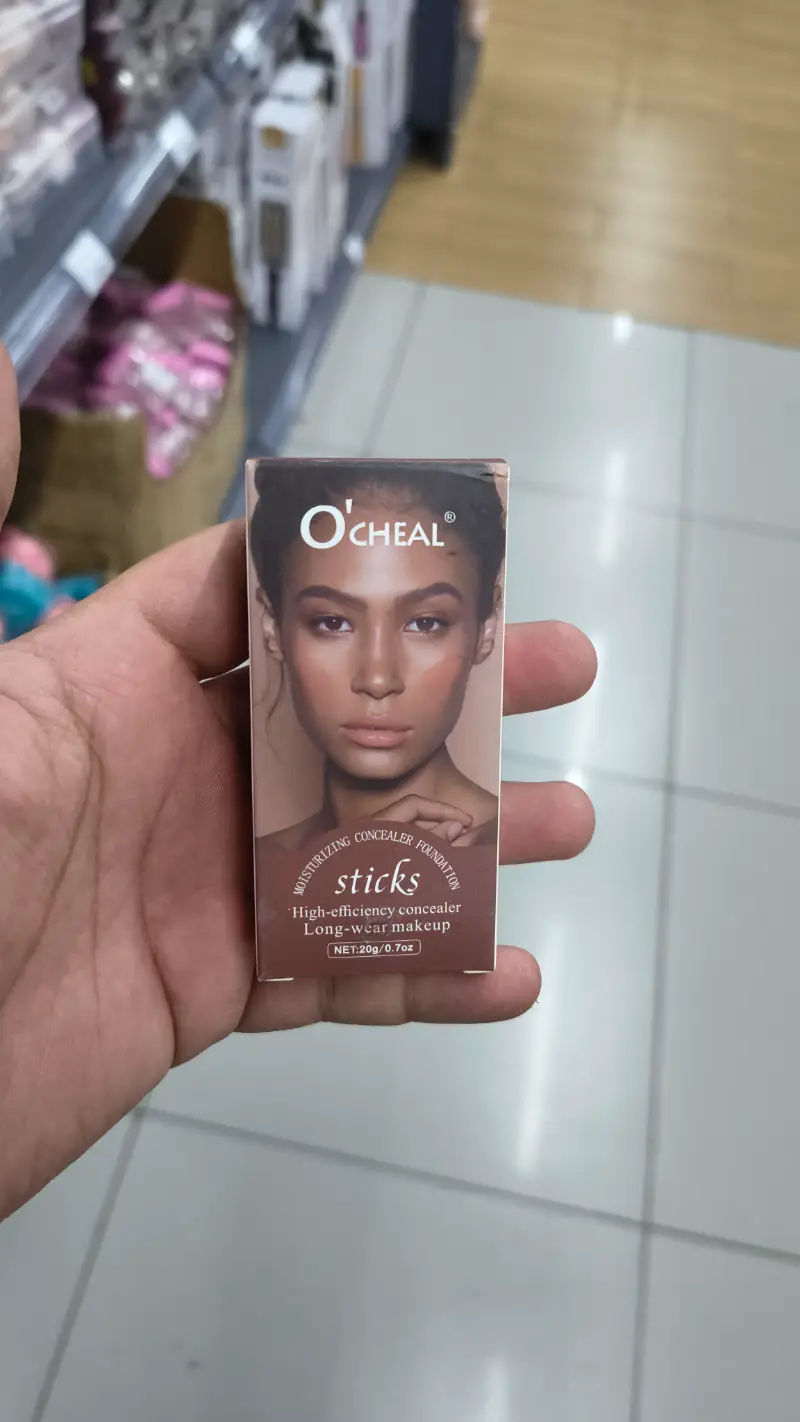 O'CHEAL®
MOISTURIZING CONCEALER FOUNDATION
sticks
High-efficiency concealer
Long-wear makeup
NET:20g/0.7oz